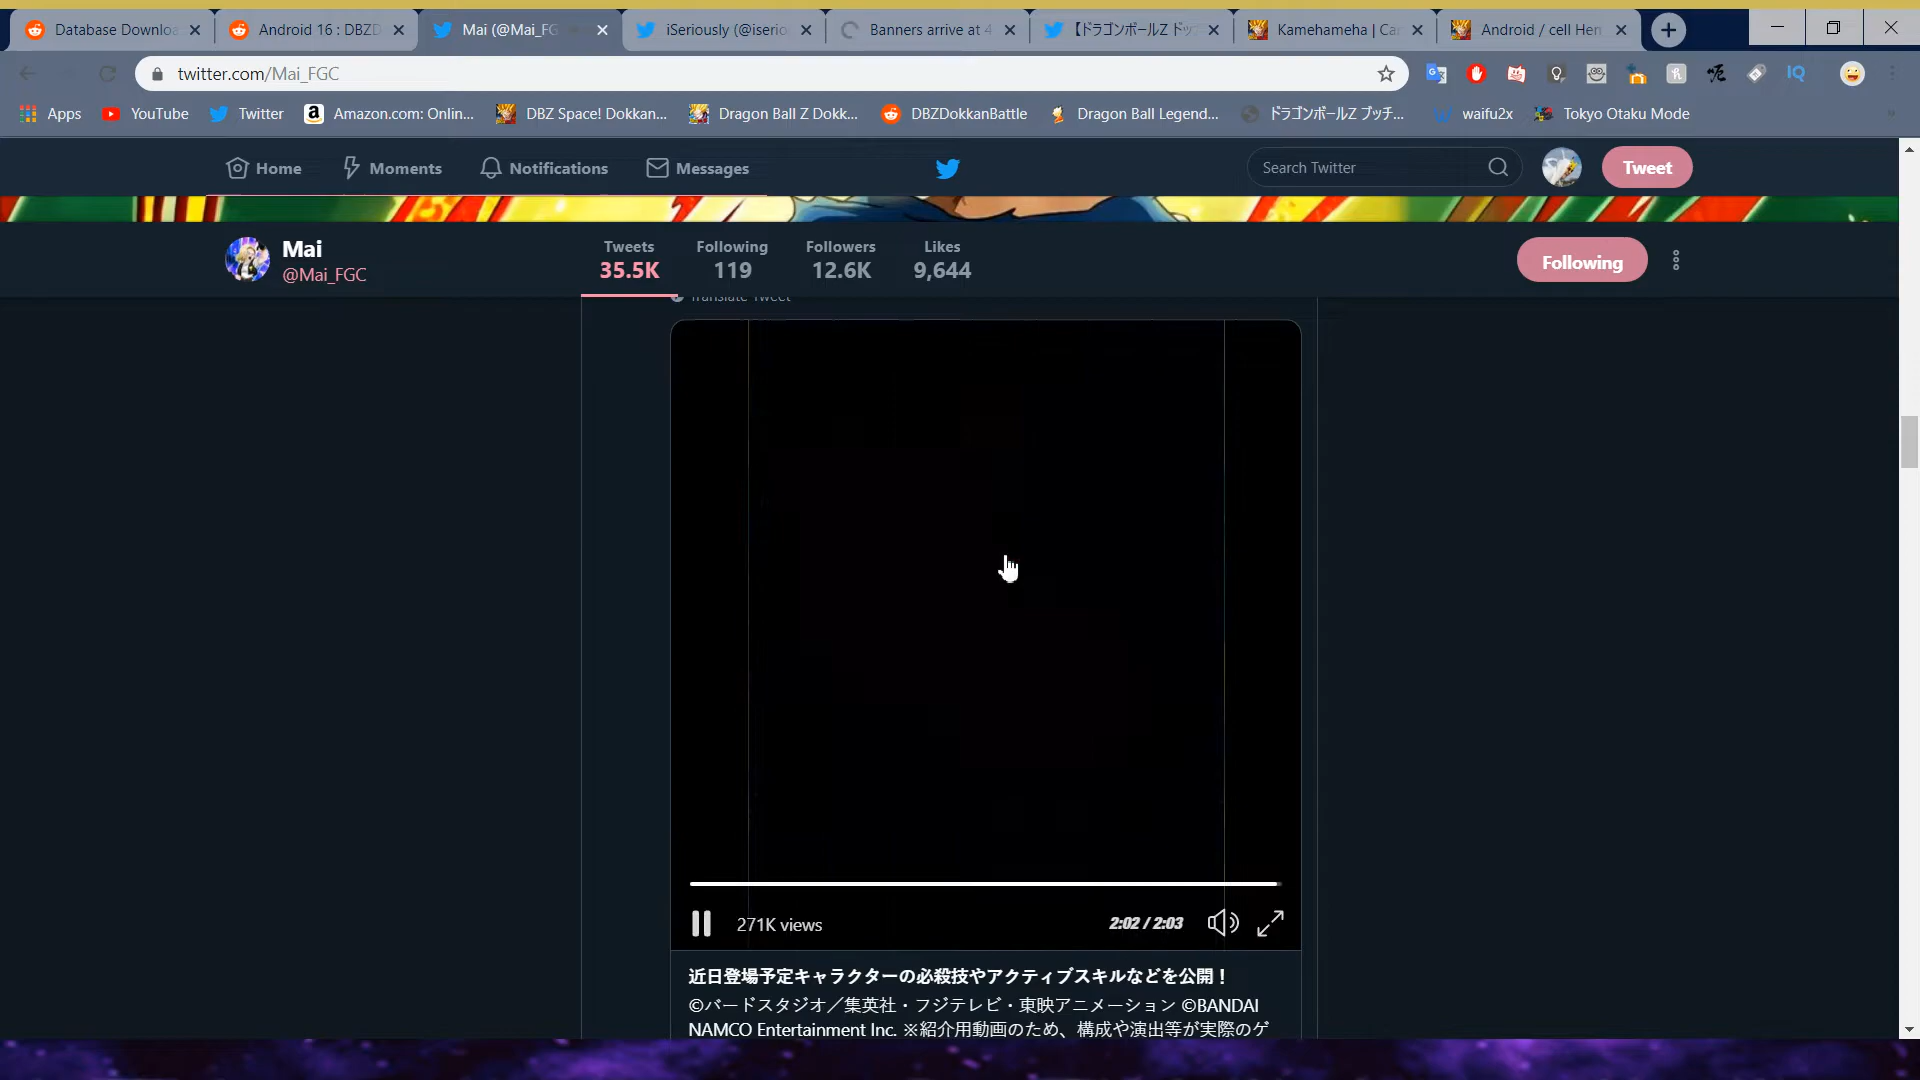 Database Downloa
Android 16 : DBZD
Mai (@Mai_FG
iSeriously (@iserio
Banners arrive at 4
【ドラゴンボールZ ドッ
Kamehameha | Car
Android / cell Hen
twitter.com/Mai_FGC
Apps
YouTube
Twitter
Amazon.com: Onlin...
DBZ Space! Dokkan...
Dragon Ball Z Dokk...
DBZDokkanBattle
Dragon Ball Legend...
ドラゴンボールZ ブッチ...
waifu2x
Tokyo Otaku Mode
Home
Moments
Notifications
Messages
Search Twitter
Tweet
Mai
@Mai_FGC
Tweets
35.5K
Following
119
Followers
12.6K
Likes
9,644
Following
Translate Tweet
271K views
2:02 / 2:03
近日登場予定キャラクターの必殺技やアクティブスキルなどを公開！
©バードスタジオ／集英社・フジテレビ・東映アニメーション ©BANDAI
NAMCO Entertainment Inc. ※紹介用動画のため、構成や演出等が実際のゲ